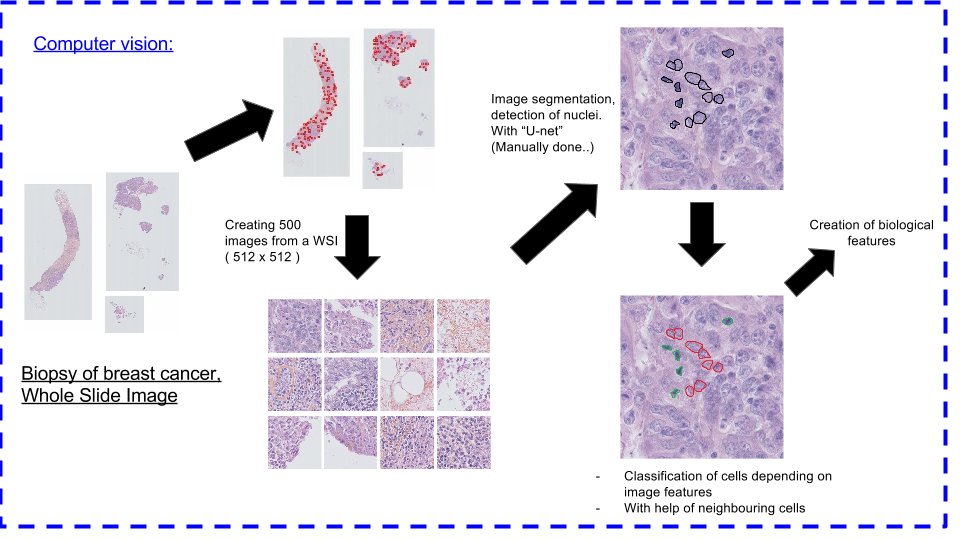 Computer vision:
Biopsy of breast cancer,
Whole Slide Image
Creating 500
images from a WSI
( 512 x 512 )
Image segmentation,
detection of nuclei.
With “U-net”
(Manually done..)
- Classification of cells depending on
image features
- With help of neighbouring cells
Creation of biological
features